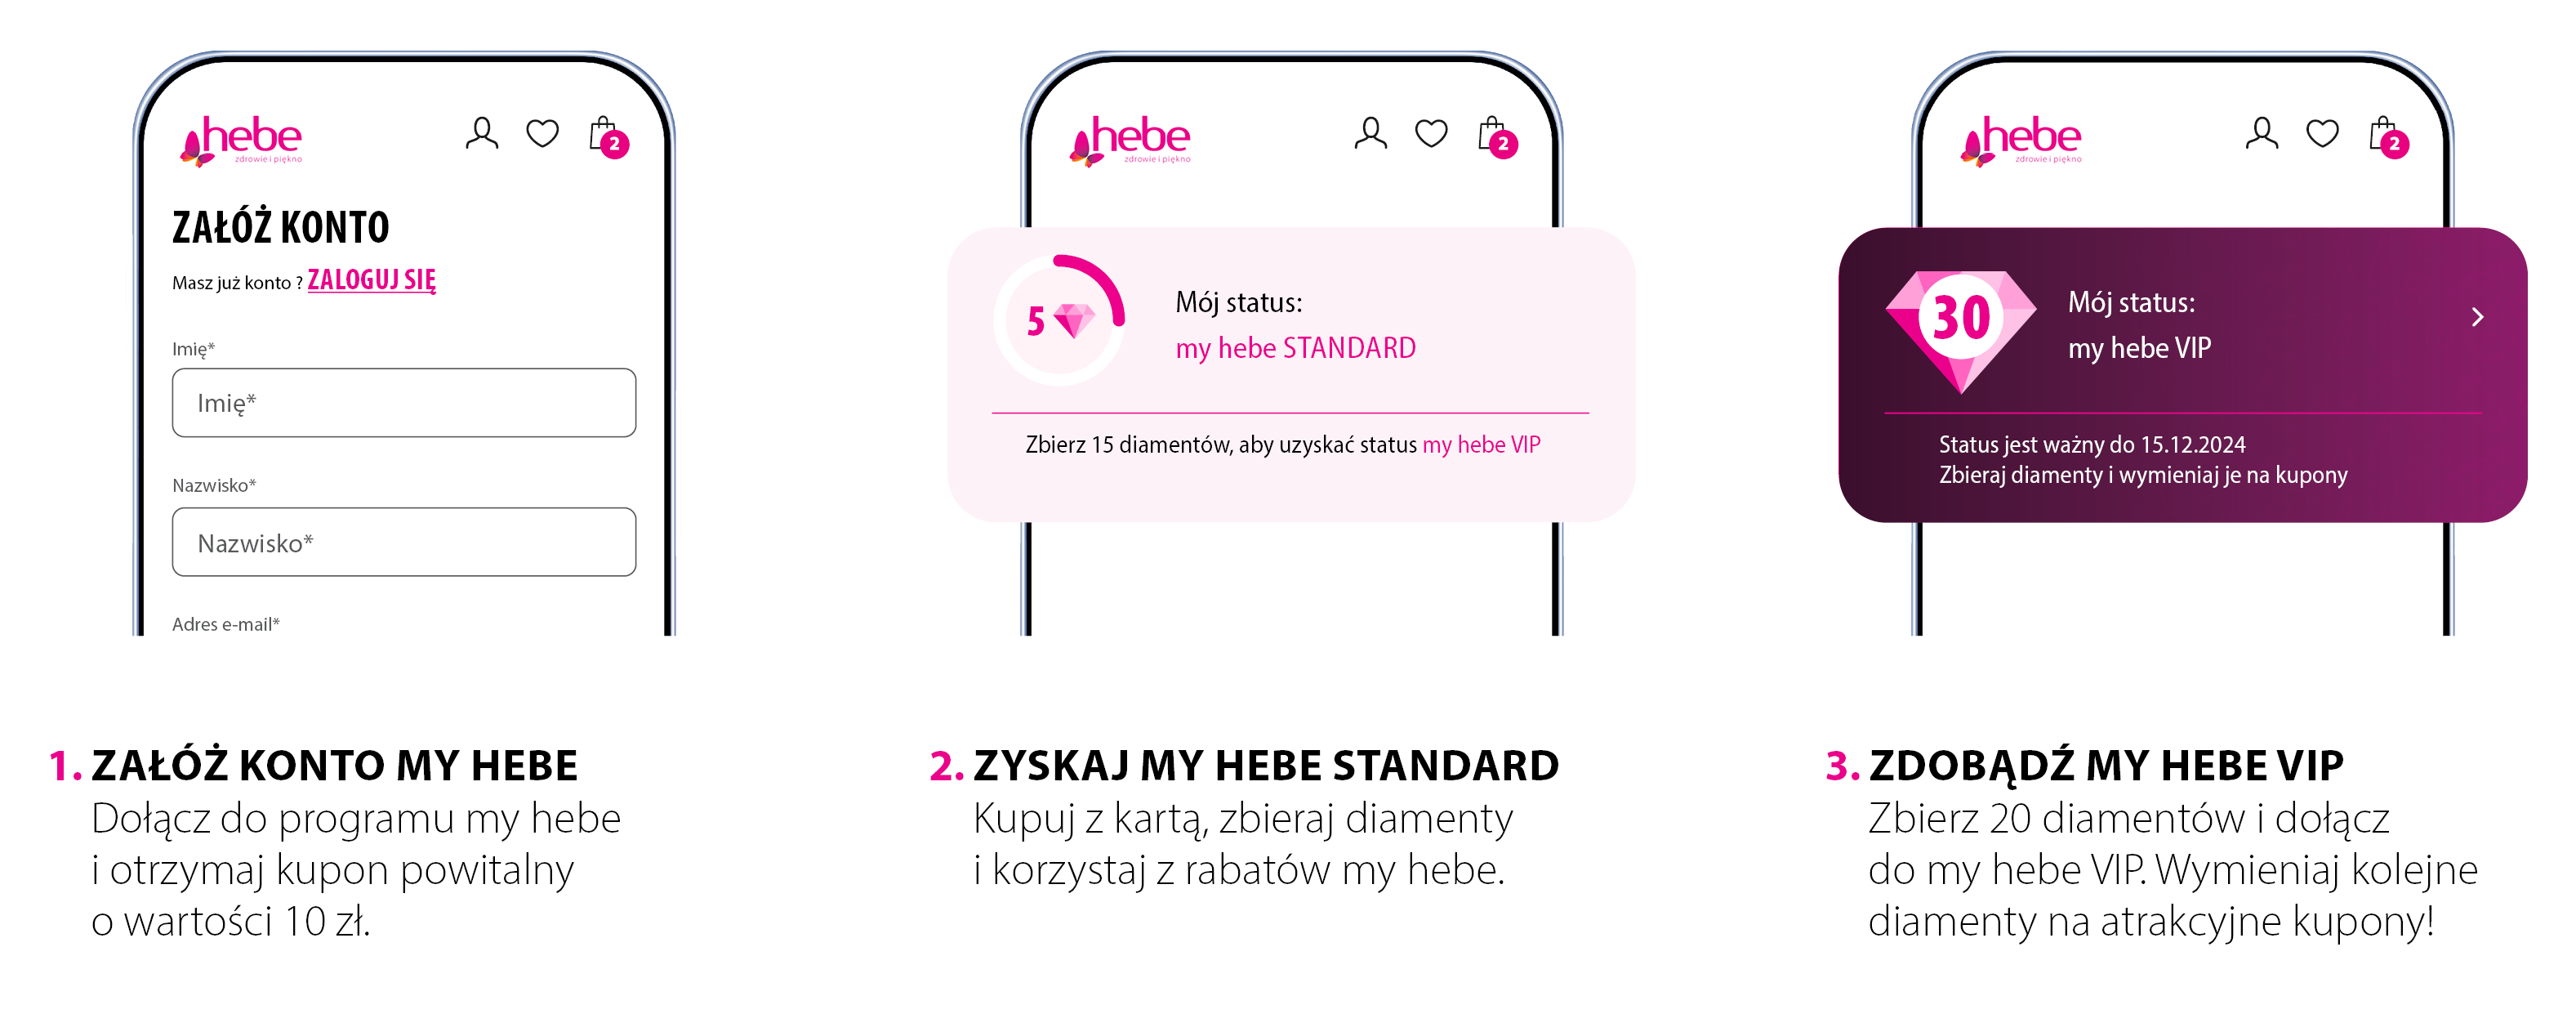 hebe
zdrowie i piękno
2
ZAŁÓŻ KONTO
Masz już konto ? ZALOGUJ SIĘ
Imię*
Imię*
Nazwisko*
Nazwisko*
Adres e-mail*
1. ZAŁÓŻ KONTO MY HEBE
Dołącz do programu my hebe
i otrzymaj kupon powitalny
o wartości 10 zł.
hebe
zdrowie i piękno
2
5
Mój status:
my hebe STANDARD
Zbierz 15 diamentów, aby uzyskać status my hebe VIP
2. ZYSKAJ MY HEBE STANDARD
Kupuj z kartą, zbieraj diamenty
i korzystaj z rabatów my hebe.
hebe
zdrowie i piękno
2
30
Mój status:
my hebe VIP
Status jest ważny do 15.12.2024
Zbieraj diamenty i wymieniaj je na kupony
3. ZDOBĄDŹ MY HEBE VIP
Zbierz 20 diamentów i dołącz
do my hebe VIP. Wymieniaj kolejne
diamenty na atrakcyjne kupony!